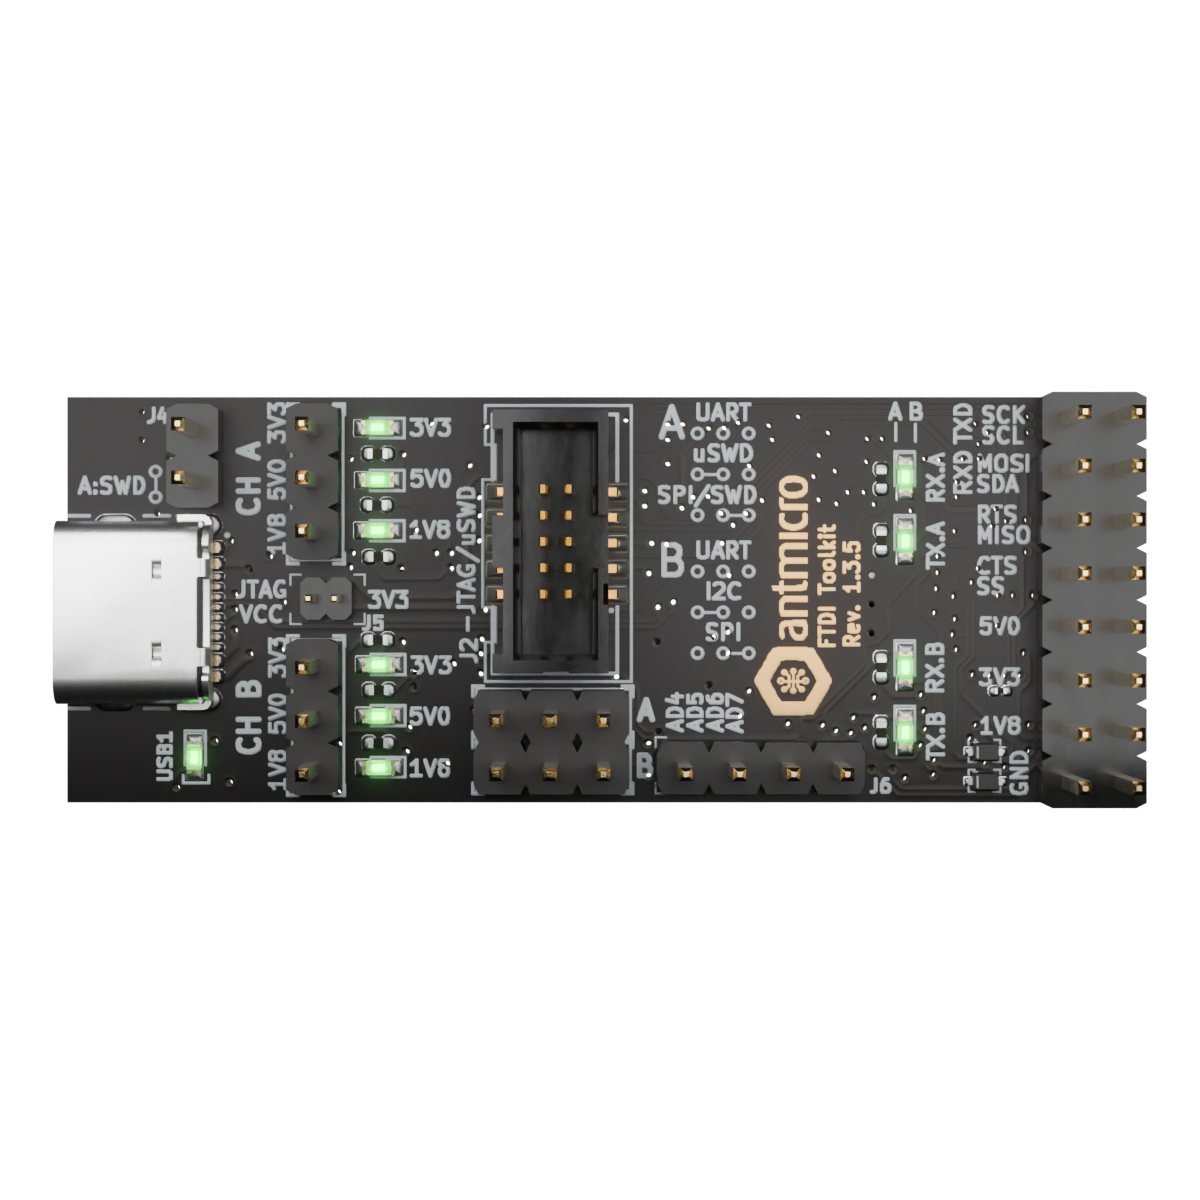 J4
A:SWD
CH A
3V3
5V0
1V8
3V3
5V0
1V8
JTAG
VCC
3V3
J5
CH B
3V3
5V0
1V8
3V3
5V0
1V8
USB1
J2-JTAG/uSWD
A
UART
uSWD
SPI/SWD
B
UART
I2C
SPI
antmicro
FTDI Toolkit
Rev. 1.3.5
A
B
AD4
AD5
AD6
AD7
J6
A B
RX.A
TX.A
RX.B
TX.B
TXD
SCK
SCL
RXD
MOSI
SDA
RTS
MISO
CTS
SS
5V0
3V3
1V8
GND